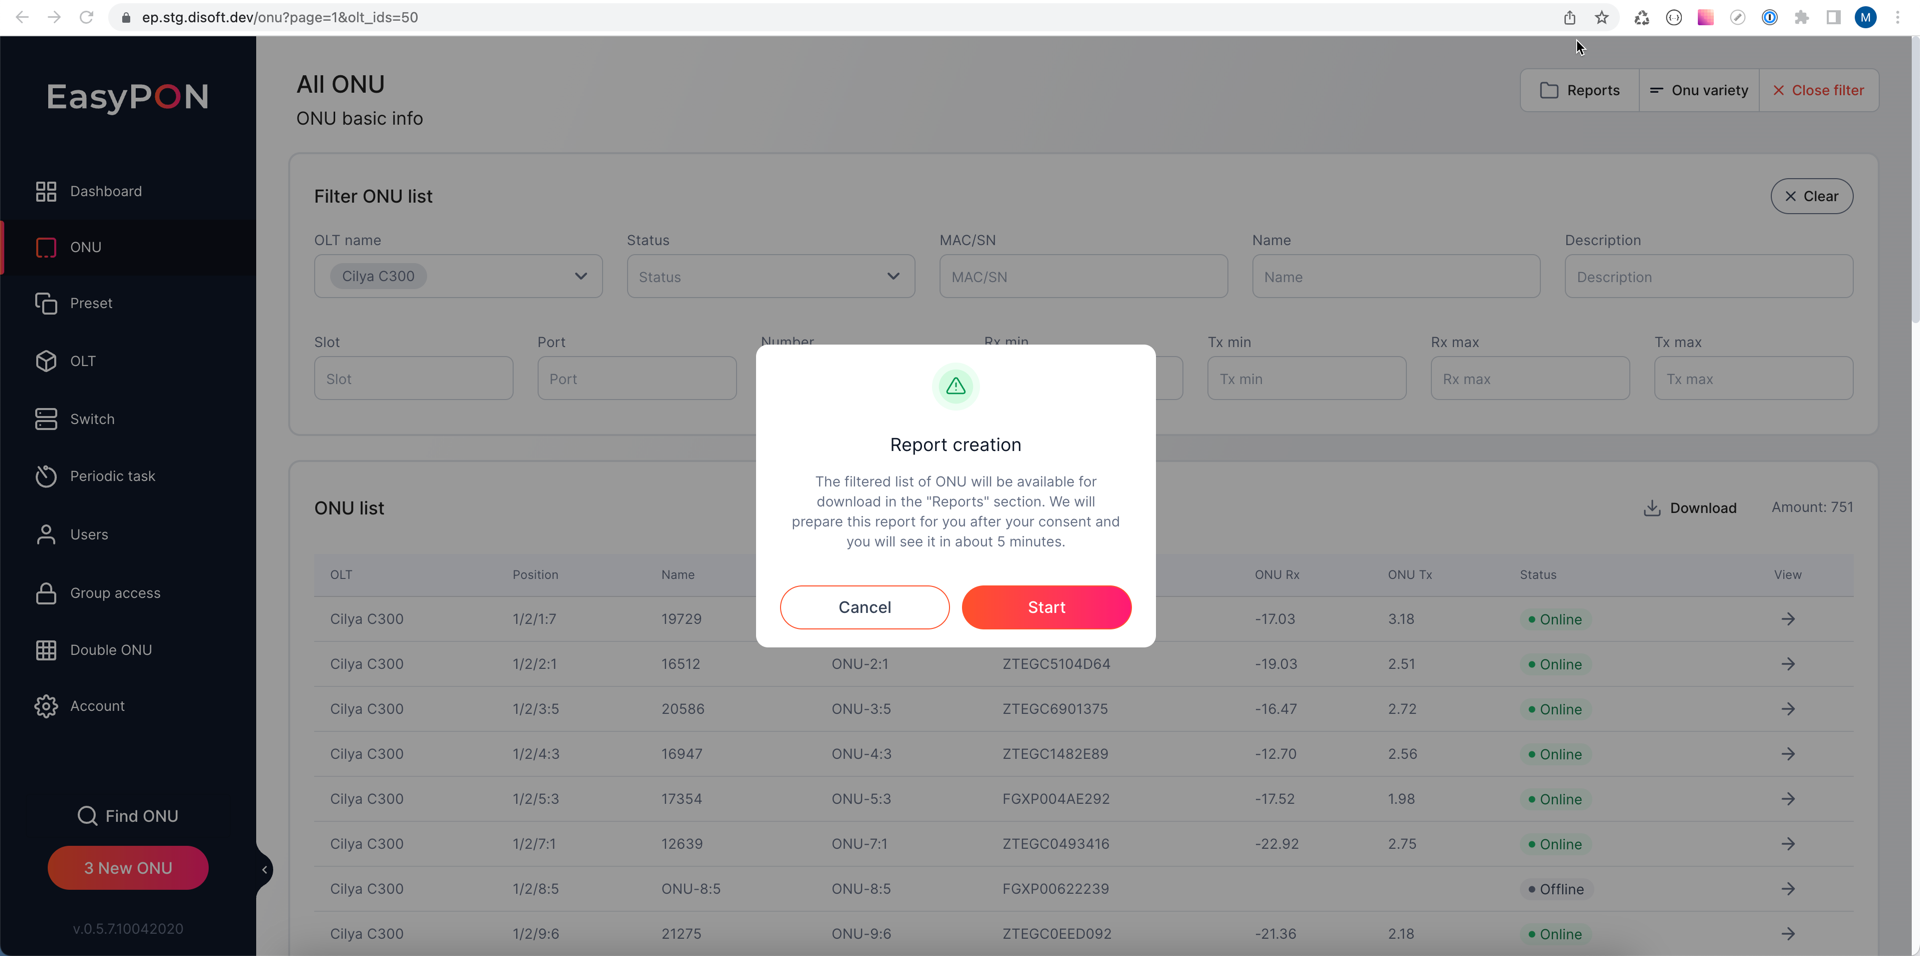 ep.stg.disoft.dev/onu?page=1&olt_ids=50
M
EasyPON
Dashboard
ONU
Preset
OLT
Switch
Periodic task
Users
Group access
Double ONU
Account
Find ONU
3 New ONU
v.0.5.7.10042020
All ONU
ONU basic info
Reports
Onu variety
Close filter
Filter ONU list
Clear
OLT name Status MAC/SN Name Description
Cilya C300 Status MAC/SN Name Description
Slot Port Number Rx min Tx min Rx max Tx max
Slot Port Tx min Rx max Tx max
Report creation
The filtered list of ONU will be available for
download in the "Reports" section. We will
prepare this report for you after your consent and
you will see it in about 5 minutes.
Cancel Start
ONU list
Download Amount: 751
OLT Position Name ONU Rx ONU Tx Status View
Cilya C300 1/2/1:7 19729 -17.03 3.18 Online
Cilya C300 1/2/2:1 16512 ONU-2:1 ZTEGC5104D64 -19.03 2.51 Online
Cilya C300 1/2/3:5 20586 ONU-3:5 ZTEGC6901375 -16.47 2.72 Online
Cilya C300 1/2/4:3 16947 ONU-4:3 ZTEGC1482E89 -12.70 2.56 Online
Cilya C300 1/2/5:3 17354 ONU-5:3 FGXP004AE292 -17.52 1.98 Online
Cilya C300 1/2/7:1 12639 ONU-7:1 ZTEGC0493416 -22.92 2.75 Online
Cilya C300 1/2/8:5 ONU-8:5 ONU-8:5 FGXP00622239 Offline
Cilya C300 1/2/9:6 21275 ONU-9:6 ZTEGC0EED092 -21.36 2.18 Online